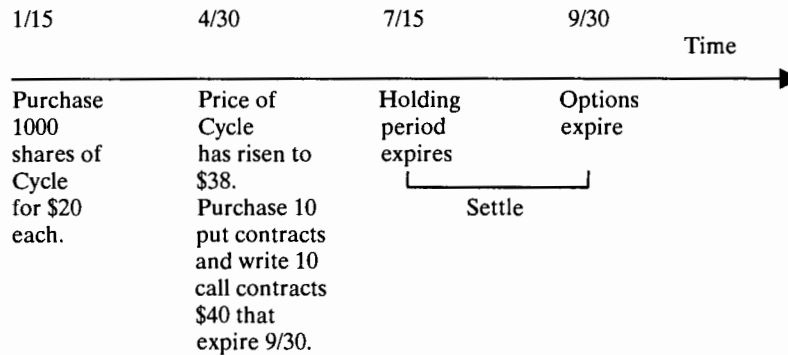 1/15 4/30 7/15 9/30
Time
Purchase
1000
shares of
Cycle
for $20
each.
Price of
Cycle
has risen to
$38.
Purchase 10
put contracts
and write 10
call contracts
$40 that
expire 9/30.
Holding
period
expires
Options
expire
Settle